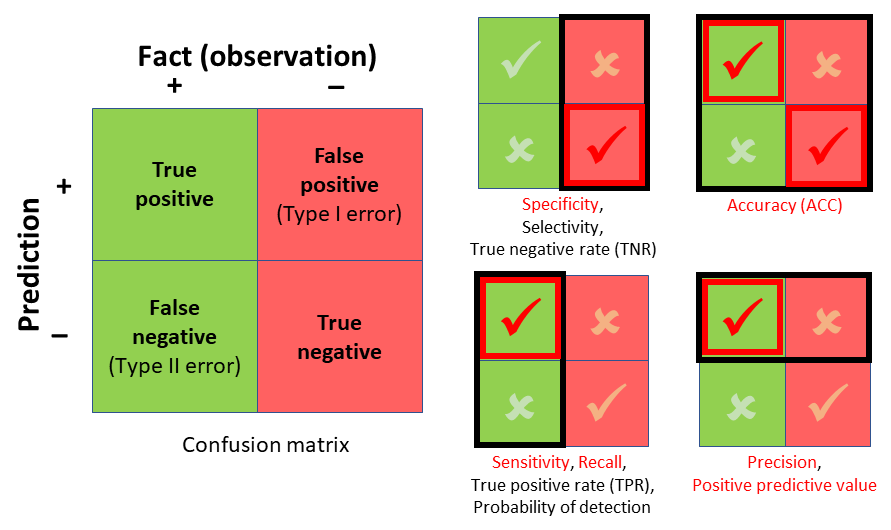 Fact (observation)
+ –
Prediction
+
–
True
positive
False
positive
(Type I error)
False
negative
(Type II error)
True
negative
Confusion matrix
Specificity,
Selectivity,
True negative rate (TNR)
Accuracy (ACC)
Sensitivity, Recall,
True positive rate (TPR),
Probability of detection
Precision,
Positive predictive value